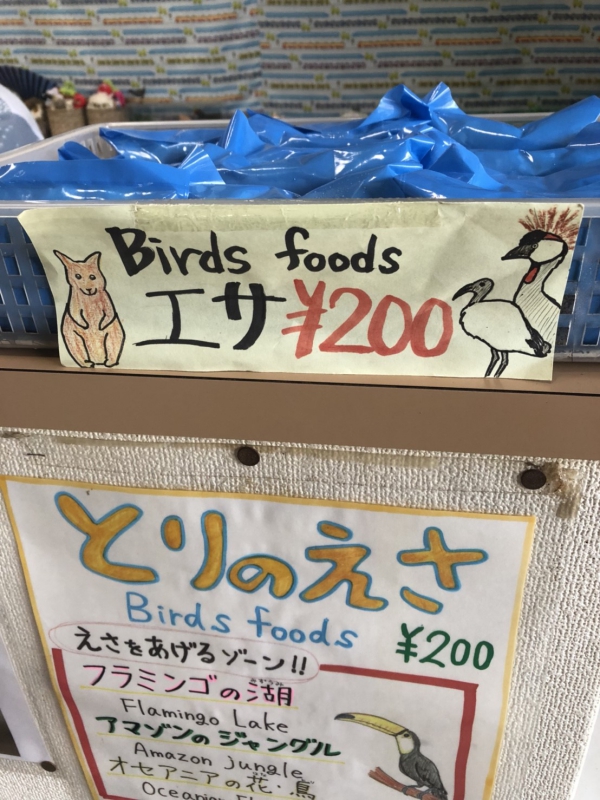 Birds foods
エサ ¥200
とりのえさ
Birds foods
¥200
えさをあげるゾーン!!
フラミンゴの湖
Flamingo Lake
アマゾンのジャングル
Amazon jungle
オセアニアの花・鳥